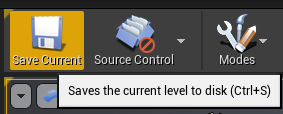 Save Current Source Control Modes
Saves the current level to disk (Ctrl+S)